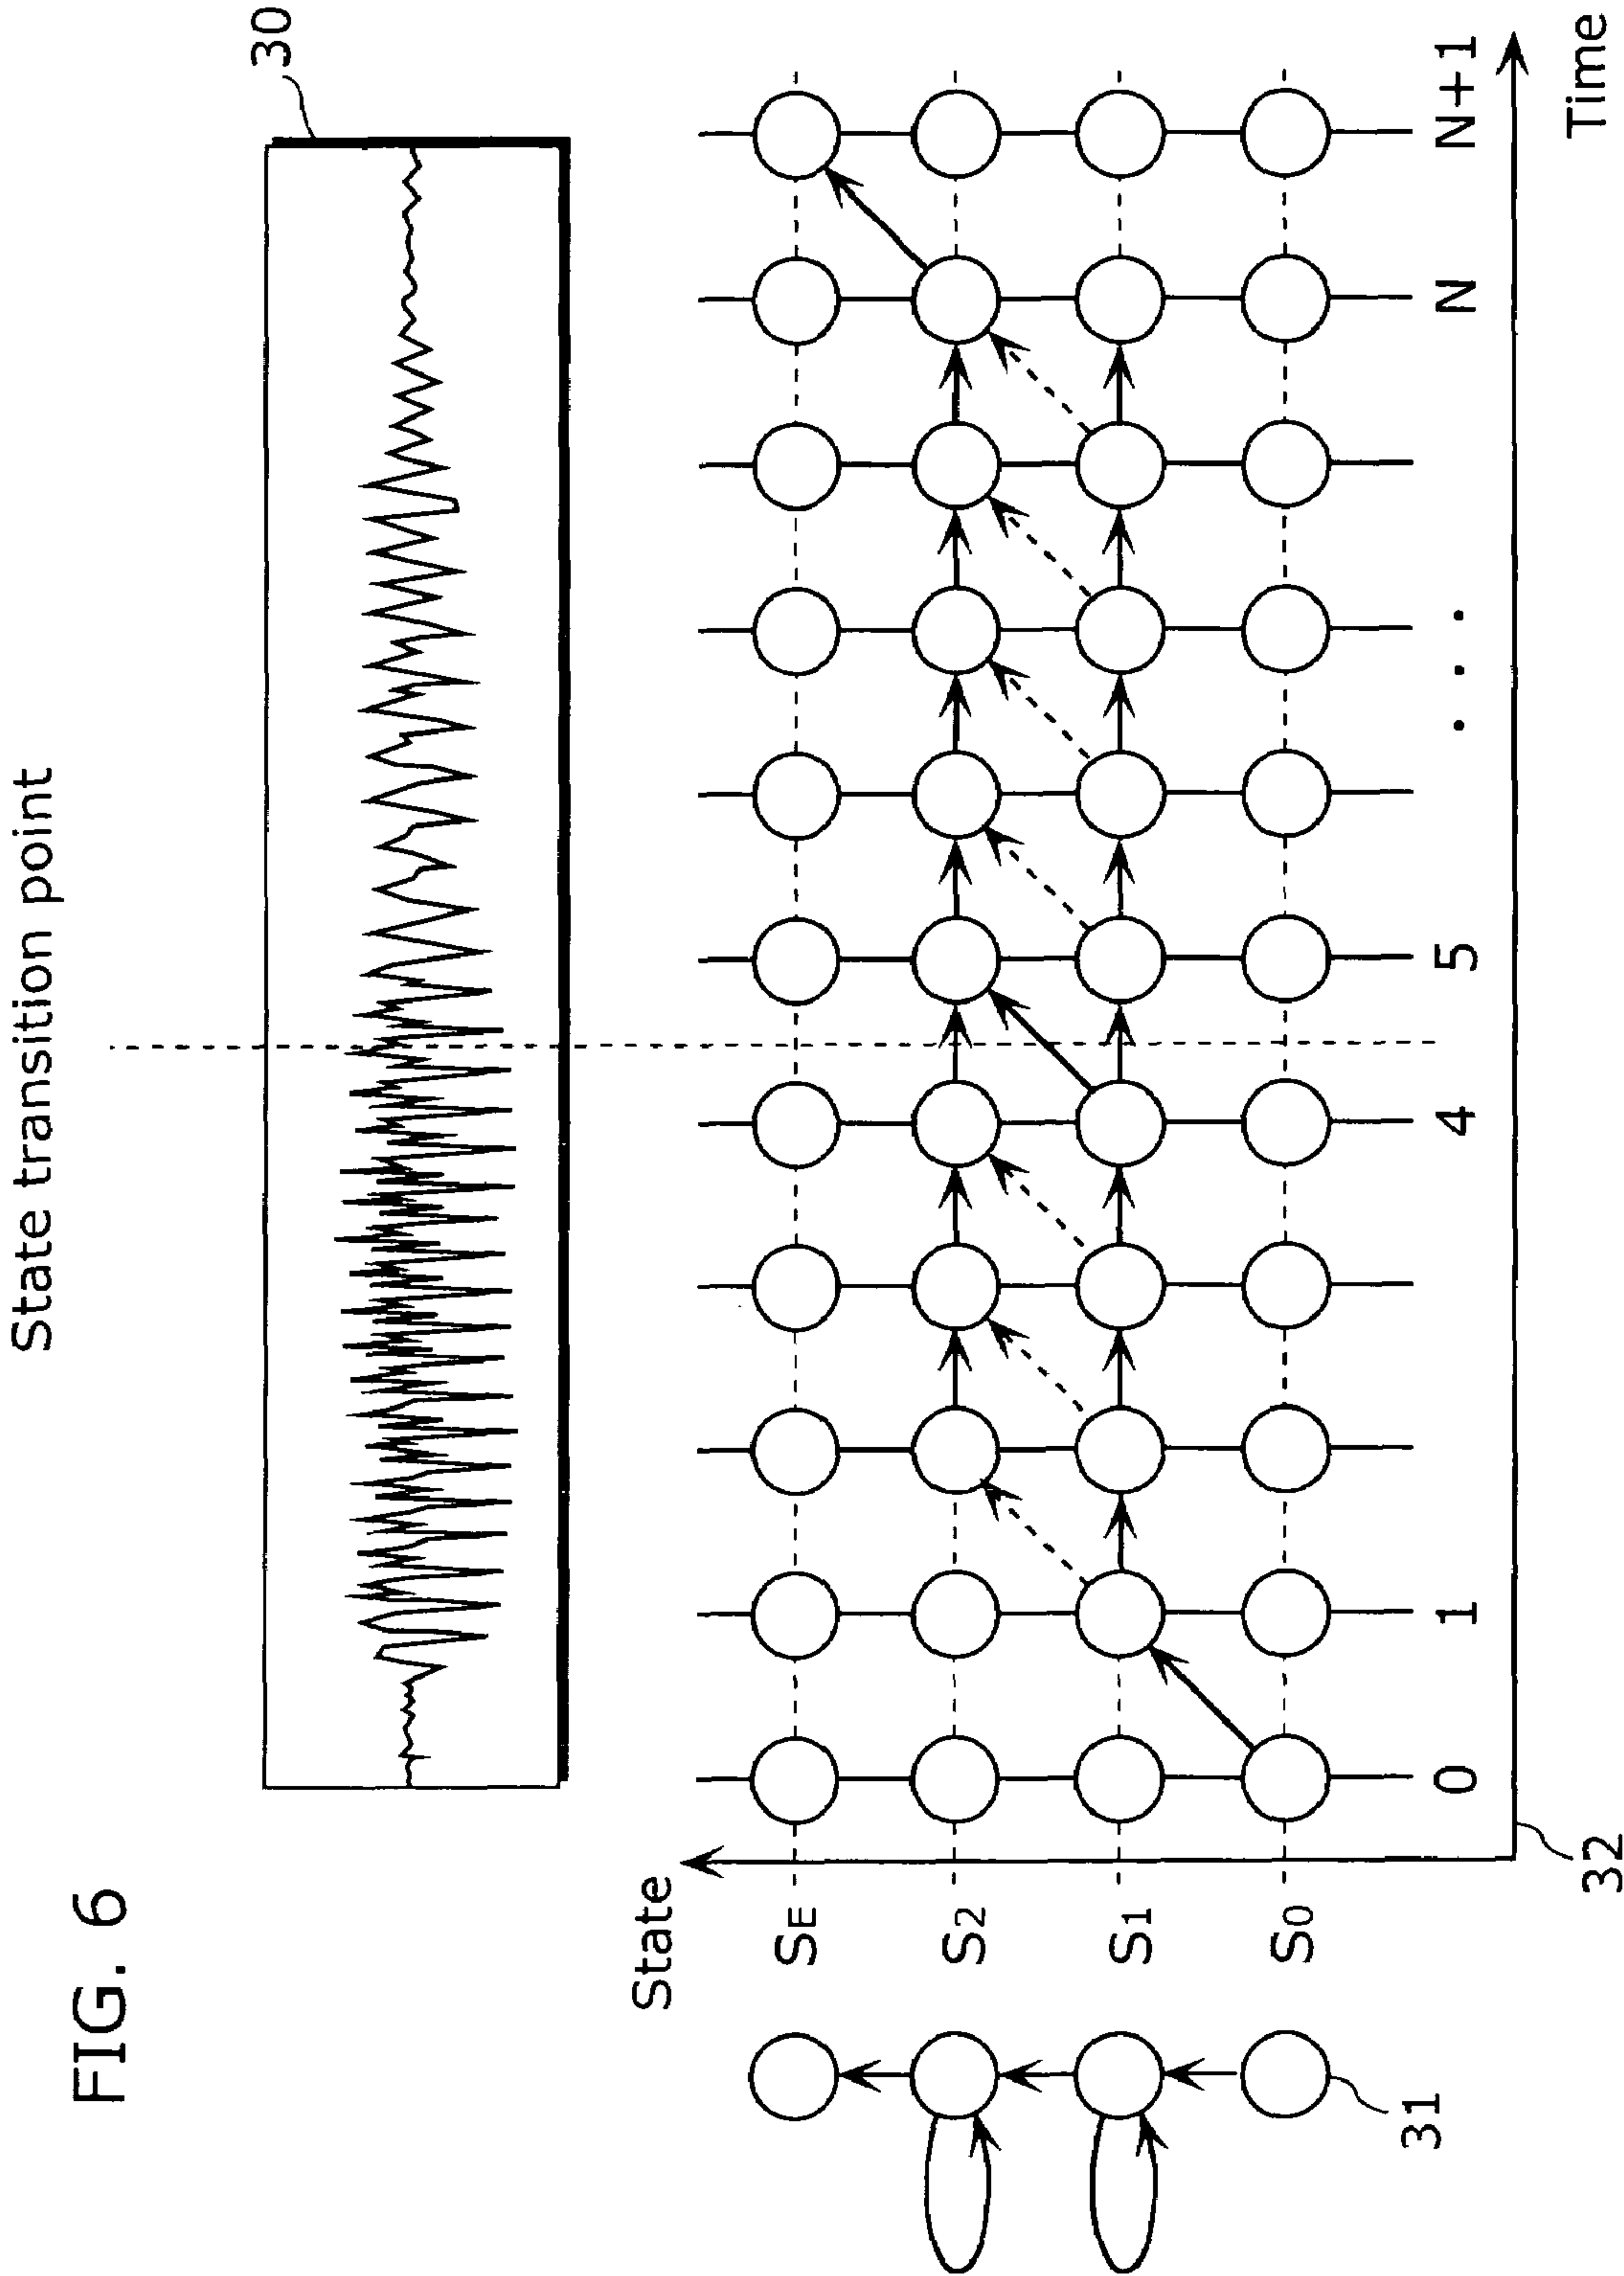 FIG. 6
State transition point
30
State
SE
S2
S1
S0
31
32
0 1 4 5 . . . N N+1
Time